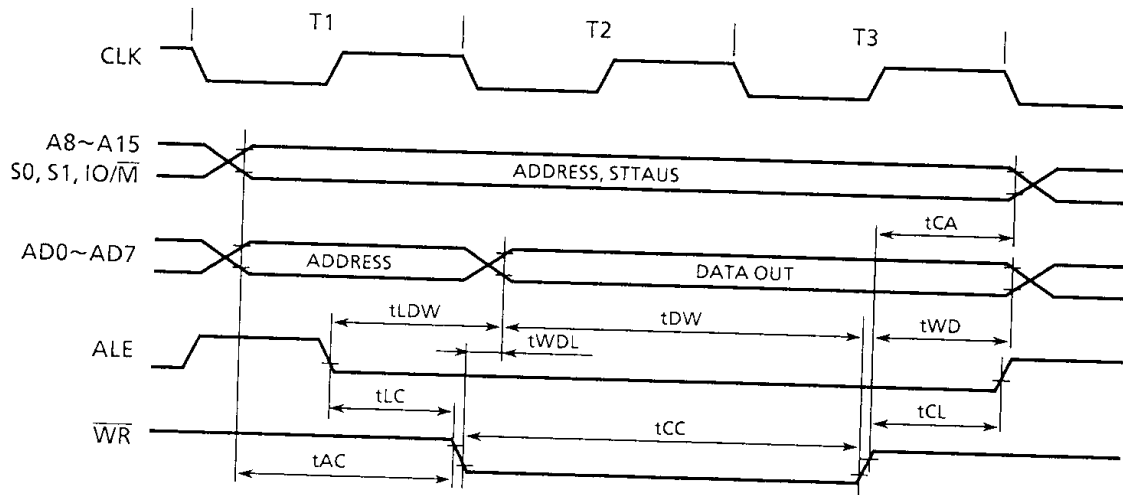 T1
T2
T3
CLK
A8~A15
S0, S1, IO/M̅
ADDRESS, STTAUS
tCA
AD0~AD7
ADDRESS
DATA OUT
tLDW
tDW
tWD
tWDL
ALE
tLC
tCC
tCL
W̅R̅
tAC